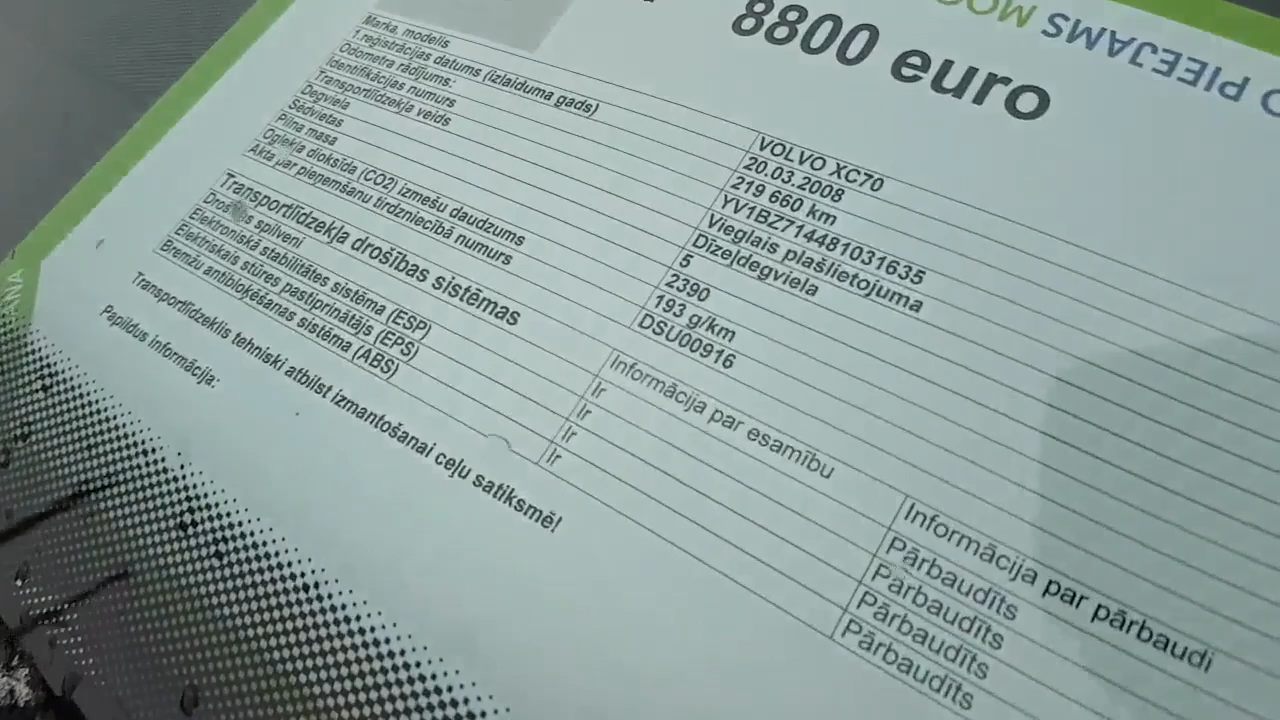 PIEEJAMS
8800 euro
Marka, modelis VOLVO XC70
1.reģistrācijas datums (izlaiduma gads) 20.03.2008
Odometra rādījums: 219 660 km
Identifikācijas numurs YV1BZ714481031635
Transportlīdzekļa veids Vieglais plašlietojuma
Degviela Dīzeļdegviela
Sēdvietas 5
Pilna masa 2390
Oglekļa dioksīda (CO2) izmešu daudzums 193 g/km
Akta par pieņemšanu tirdzniecībā numurs DSU00916
Transportlīdzekļa drošības sistēmas Informācija par esamību Informācija par pārbaudi
Drošības spilveni Ir Pārbaudīts
Elektroniskā stabilitātes sistēma (ESP) Ir Pārbaudīts
Elektriskais stūres pastiprinātājs (EPS) Ir Pārbaudīts
Bremžu antibloķēšanas sistēma (ABS) Ir Pārbaudīts
Transportlīdzeklis tehniski atbilst izmantošanai ceļu satiksmē!
Papildus informācija: